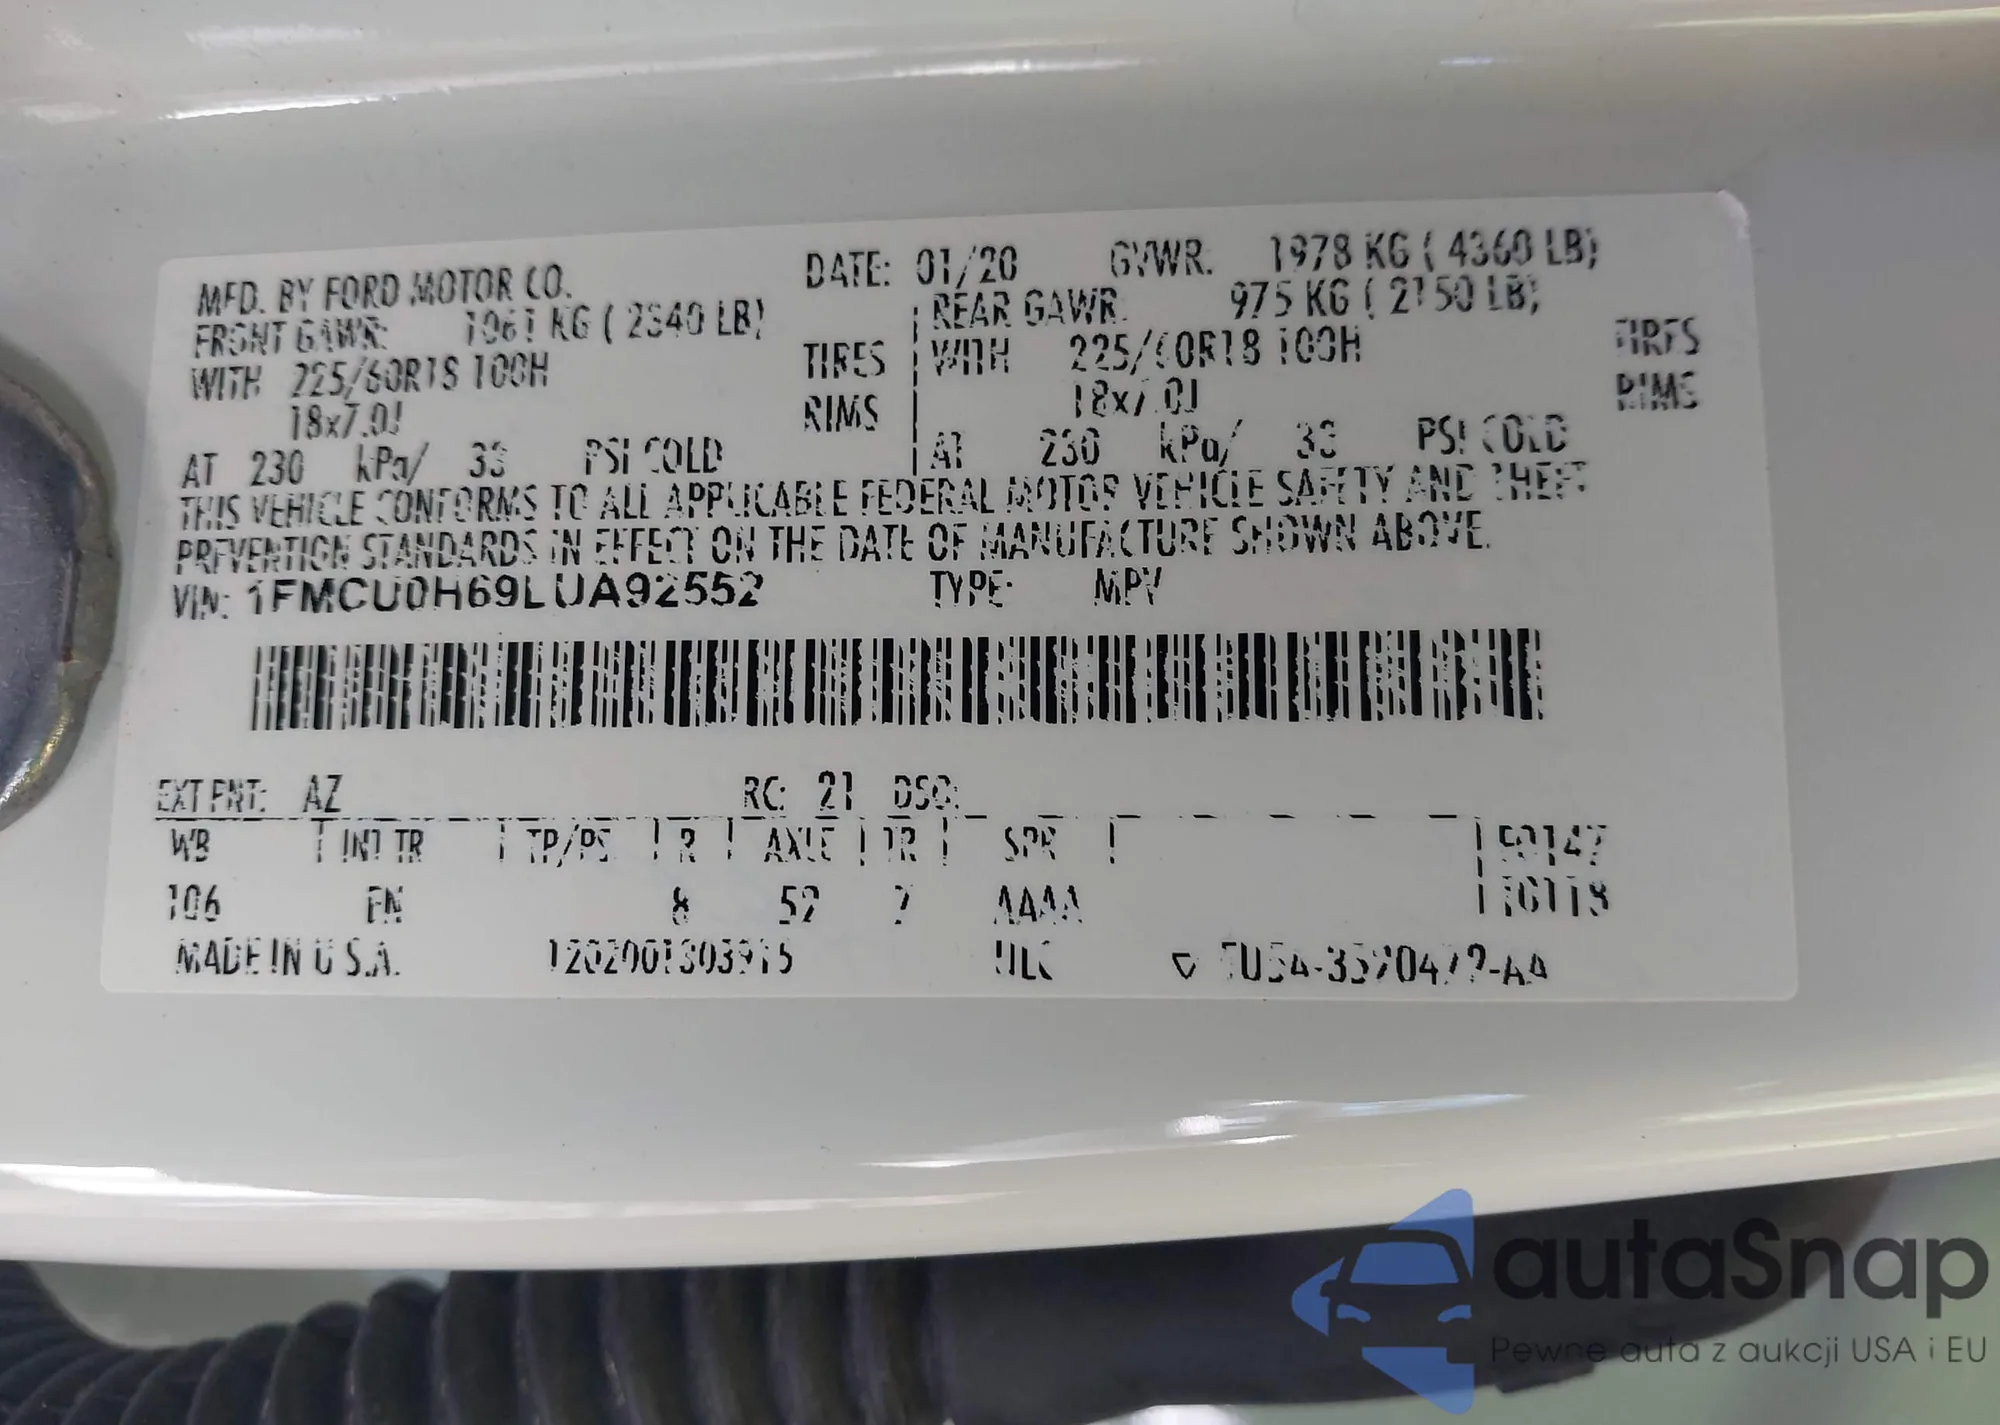 MFD. BY FORD MOTOR CO. DATE: 01/20 GVWR: 1978 KG ( 4360 LB)
FRONT GAWR: 1061 KG ( 2340 LB) REAR GAWR: 975 KG ( 2150 LB)
WITH 225/60R18 100H TIRES WITH 225/60R18 100H TIRES
18x7.0J RIMS 18x7.0J RIMS
AT 230 kPa/ 33 PSI COLD AT 230 kPa/ 33 PSI COLD
THIS VEHICLE CONFORMS TO ALL APPLICABLE FEDERAL MOTOR VEHICLE SAFETY AND THEFT
PREVENTION STANDARDS IN EFFECT ON THE DATE OF MANUFACTURE SHOWN ABOVE.
VIN: 1FMCU0H69LUA92552 TYPE: MPV
EXT PNT: AZ RC: 21 DSO:
WB INT TR TP/PS R AXLE TR SPR
106 EN 8 AAAA
MADE IN U.S.A. ULC
autaSnap
Pewne auta z aukcji USA i EU